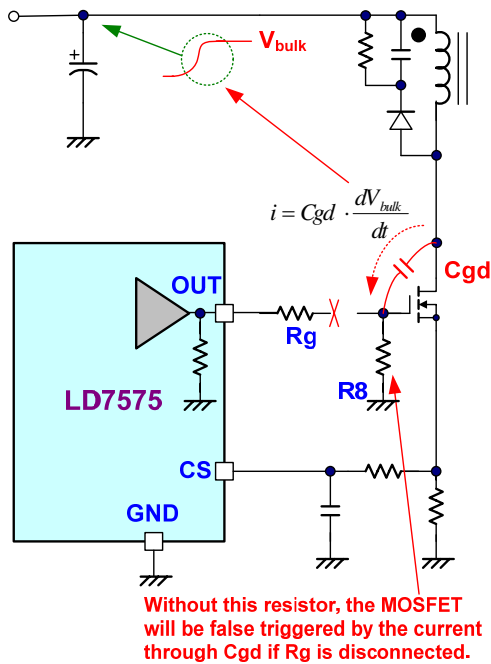 +
Vbulk
i = Cgd · dVbulk / dt
Cgd
OUT
Rg
R8
LD7575
CS
GND
Without this resistor, the MOSFET
will be false triggered by the current
through Cgd if Rg is disconnected.